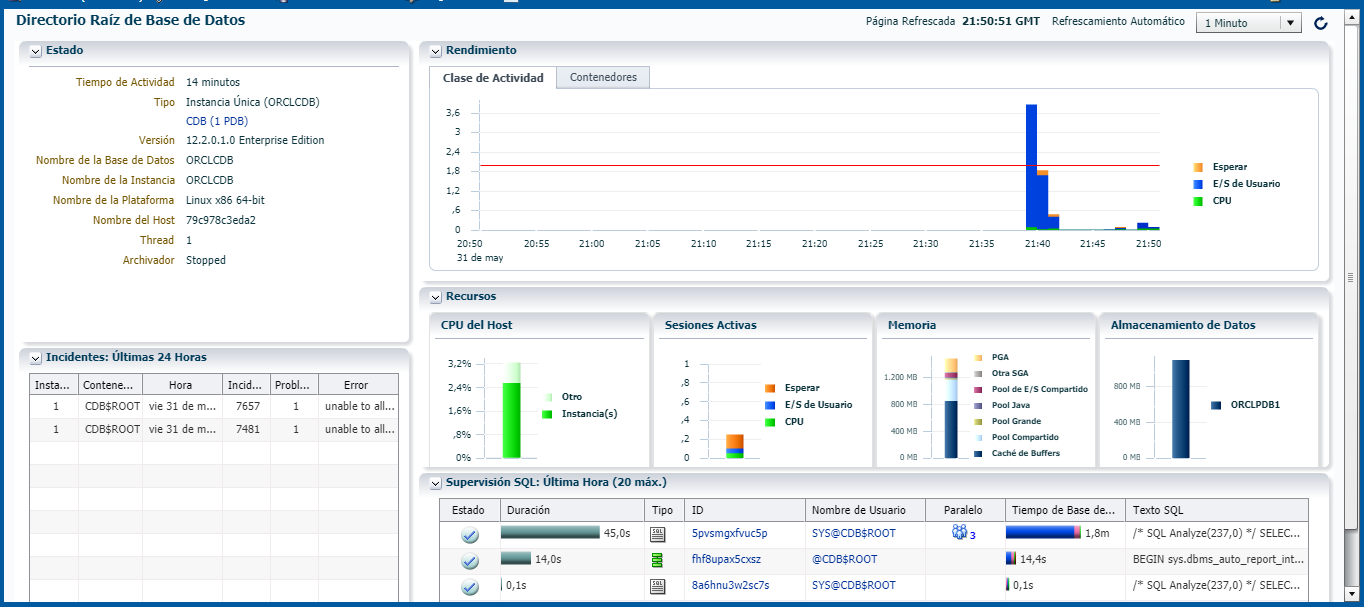 Directorio Raíz de Base de Datos
Página Refrescada 21:50:51 GMT Refrescamiento Automático 1 Minuto
Estado
Tiempo de Actividad 14 minutos
Tipo Instancia Única (ORCLCDB)
CDB (1 PDB)
Versión 12.2.0.1.0 Enterprise Edition
Nombre de la Base de Datos ORCLCDB
Nombre de la Instancia ORCLCDB
Nombre de la Plataforma Linux x86 64-bit
Nombre del Host 79c978c3eda2
Thread 1
Archivador Stopped
Incidentes: Últimas 24 Horas
Insta... Contene... Hora Incid... Probl... Error
1 CDB$ROOT vie 31 de m... 7657 1 unable to all...
1 CDB$ROOT vie 31 de m... 7481 1 unable to all...
Rendimiento
Clase de Actividad Contenedores
3,6
3
2,4
1,8
1,2
,6
0
20:50 20:55 21:00 21:05 21:10 21:15 21:20 21:25 21:30 21:35 21:40 21:45 21:50
31 de may
Esperar
E/S de Usuario
CPU
Recursos
CPU del Host
3,2%
2,4%
1,6%
,8%
0%
Otro
Instancia(s)
Sesiones Activas
1
,8
,6
,4
,2
0
Esperar
E/S de Usuario
CPU
Memoria
1.200 MB
800 MB
400 MB
0 MB
PGA
Otra SGA
Pool de E/S Compartido
Pool Java
Pool Grande
Pool Compartido
Caché de Buffers
Almacenamiento de Datos
800 MB
400 MB
0 MB
ORCLPDB1
Supervisión SQL: Última Hora (20 máx.)
Estado Duración Tipo ID Nombre de Usuario Paralelo Tiempo de Base de... Texto SQL
45,0s SQL 5pvsmgxfvuc5p SYS@CDB$ROOT 3 1,8m /* SQL Analyze(237,0) */ SELEC...
14,0s fhf8upax5cxsz @CDB$ROOT 14,4s BEGIN sys.dbms_auto_report_int...
0,1s SQL 8a6hnu3w2sc7s SYS@CDB$ROOT 0,1s /* SQL Analyze(237,0) */ SELEC...